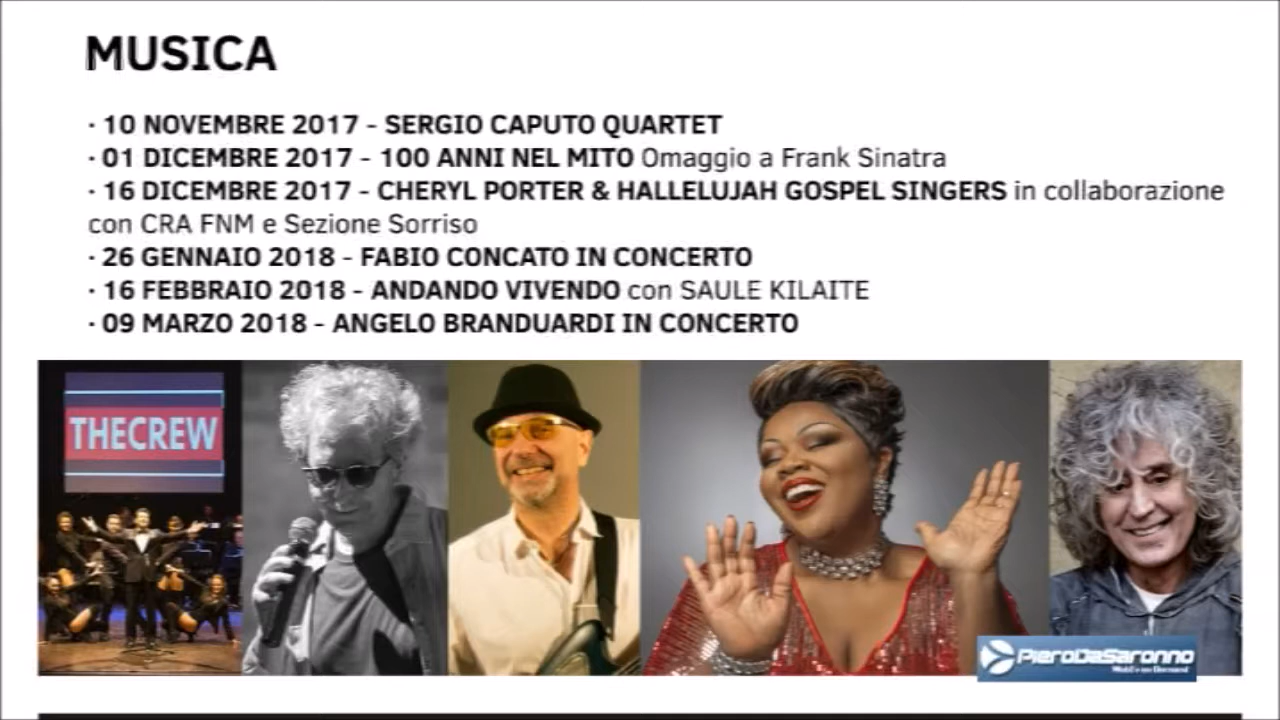 MUSICA
· 10 NOVEMBRE 2017 - SERGIO CAPUTO QUARTET
· 01 DICEMBRE 2017 - 100 ANNI NEL MITO Omaggio a Frank Sinatra
· 16 DICEMBRE 2017 - CHERYL PORTER & HALLELUJAH GOSPEL SINGERS in collaborazione
con CRA FNM e Sezione Sorriso
· 26 GENNAIO 2018 - FABIO CONCATO IN CONCERTO
· 16 FEBBRAIO 2018 - ANDANDO VIVENDO con SAULE KILAITE
· 09 MARZO 2018 - ANGELO BRANDUARDI IN CONCERTO
THECREW
PieroDaSaronno